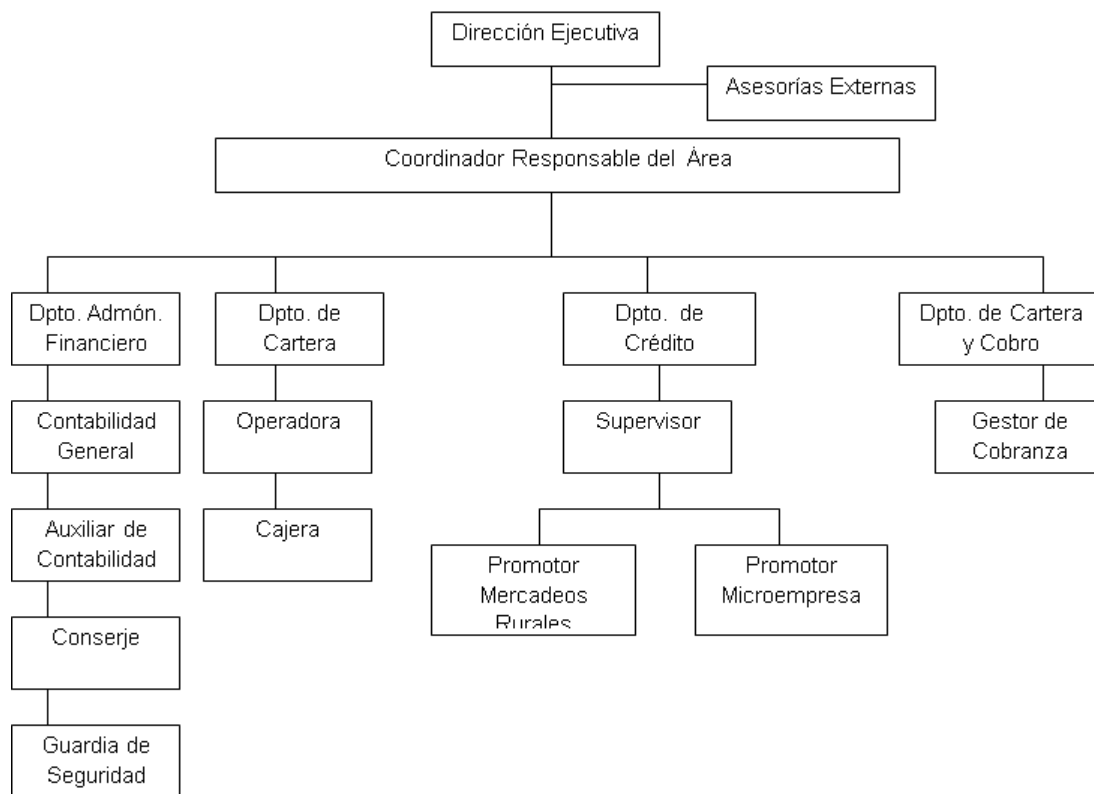 Dirección Ejecutiva
Asesorías Externas
Coordinador Responsable del Área
Dpto. Admón.
Financiero
Dpto. de
Cartera
Dpto. de
Crédito
Dpto. de Cartera
y Cobro
Contabilidad
General
Operadora
Supervisor
Gestor de
Cobranza
Auxiliar de
Contabilidad
Cajera
Promotor
Mercadeos
Rurales
Promotor
Microempresa
Conserje
Guardia de
Seguridad